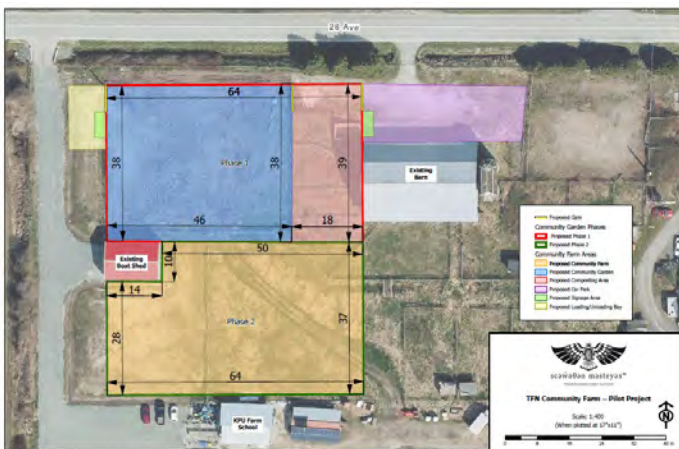 28 Ave
64
38
38
39
Phase 1
46
18
Existing
Barn
Existing
Boat Shed
10
50
14
28
Phase 2
37
64
KPU Farm
School
Proposed Gate
Community Garden Phases
Proposed Phase 1
Proposed Phase 2
Community Farm Areas
Proposed Community Farm
Proposed Community Garden
Proposed Composting Area
Proposed Car Park
Proposed Signage Area
Proposed Loading/Unloading Bay
TFN Community Farm – Pilot Project
Scale: 1:400
(When plotted at 17"x11")
N